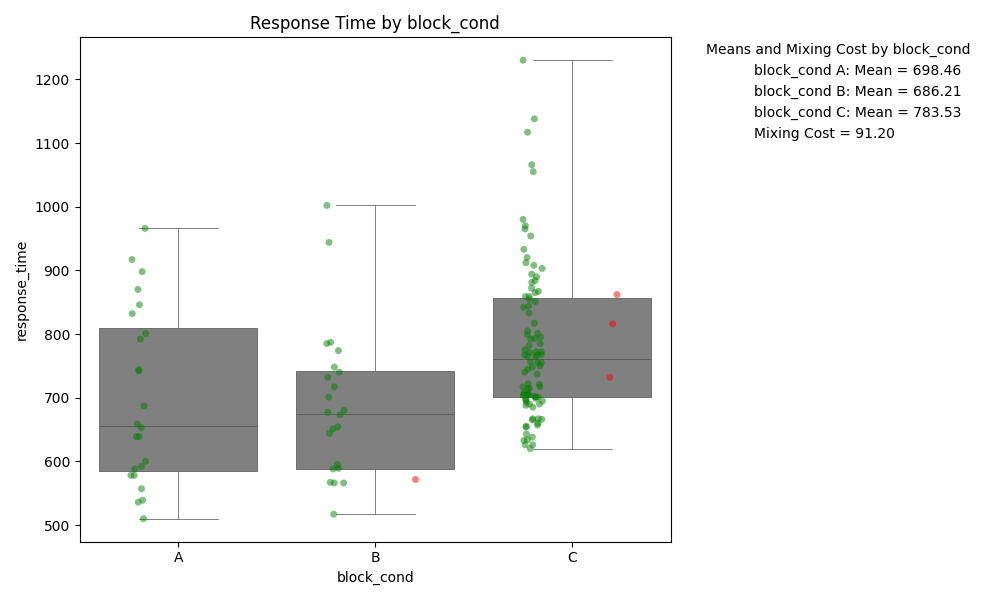 Response Time by block_cond
Means and Mixing Cost by block_cond
block_cond A: Mean = 698.46
block_cond B: Mean = 686.21
block_cond C: Mean = 783.53
Mixing Cost = 91.20
response_time
1200
1100
1000
900
800
700
600
500
A
B
C
block_cond